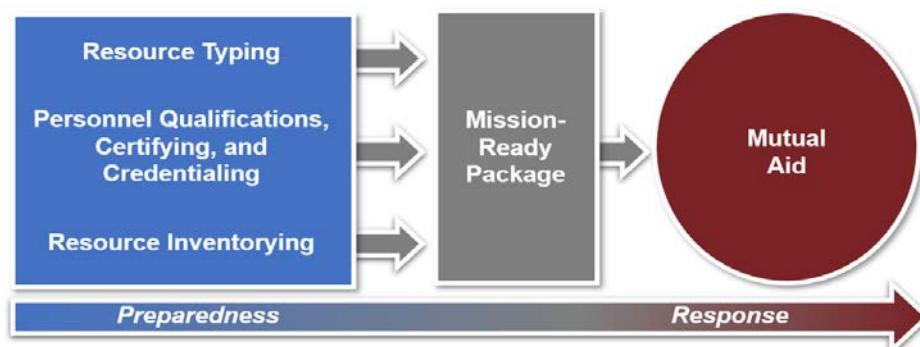 Resource Typing
Personnel Qualifications,
Certifying, and
Credentialing
Resource Inventorying
Mission-
Ready
Package
Mutual
Aid
Preparedness
Response